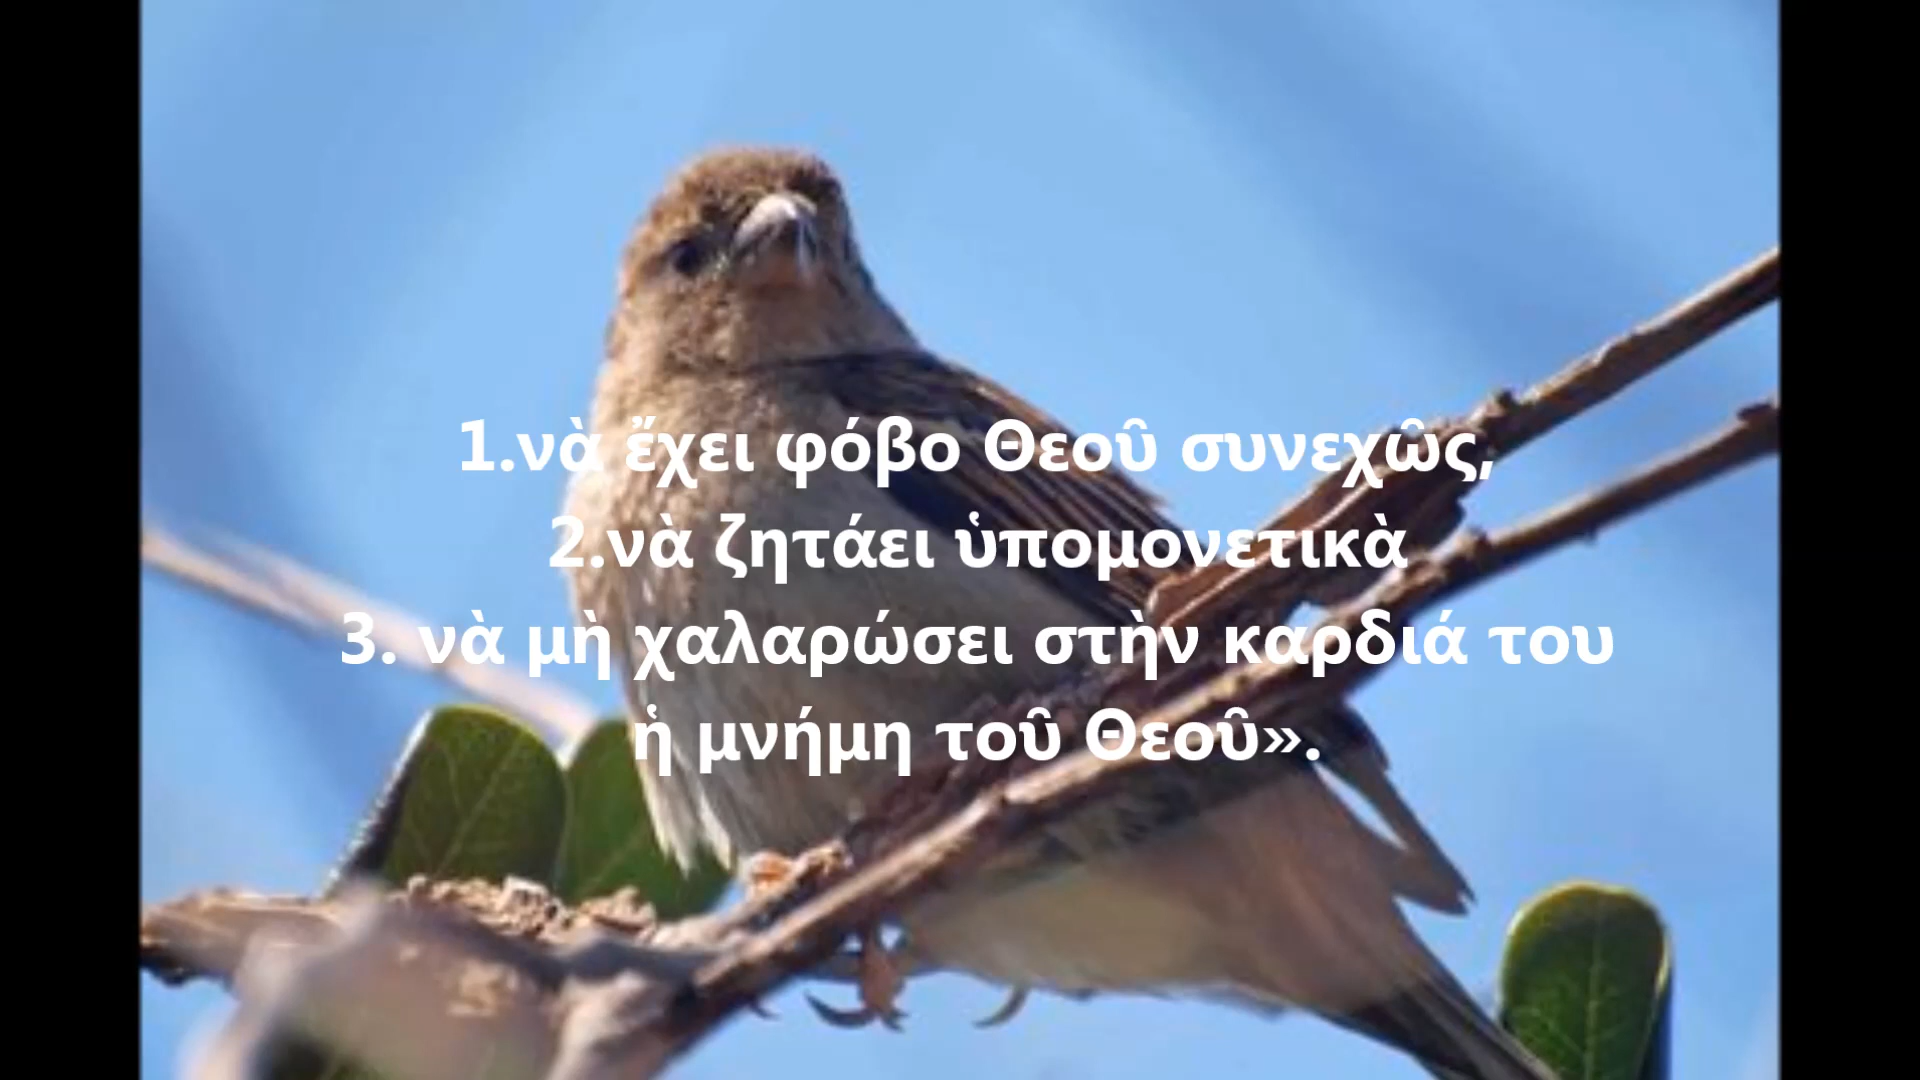 1.νὰ ἔχει φόβο Θεοῦ συνεχῶς,
2.νὰ ζητάει ὑπομονετικὰ
3. νὰ μὴ χαλαρώσει στὴν καρδιά του
ἡ μνήμη τοῦ Θεοῦ».